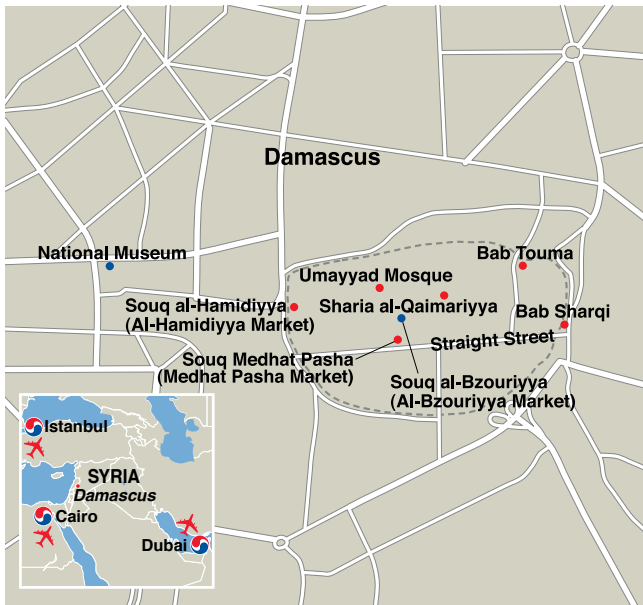 Damascus
National Museum
Bab Touma
Umayyad Mosque
Souq al-Hamidiyya
(Al-Hamidiyya Market)
Sharia al-Qaimariyya
Bab Sharqi
Straight Street
Souq Medhat Pasha
(Medhat Pasha Market)
Souq al-Bzouriyya
(Al-Bzouriyya Market)
Istanbul
SYRIA
Damascus
Cairo
Dubai